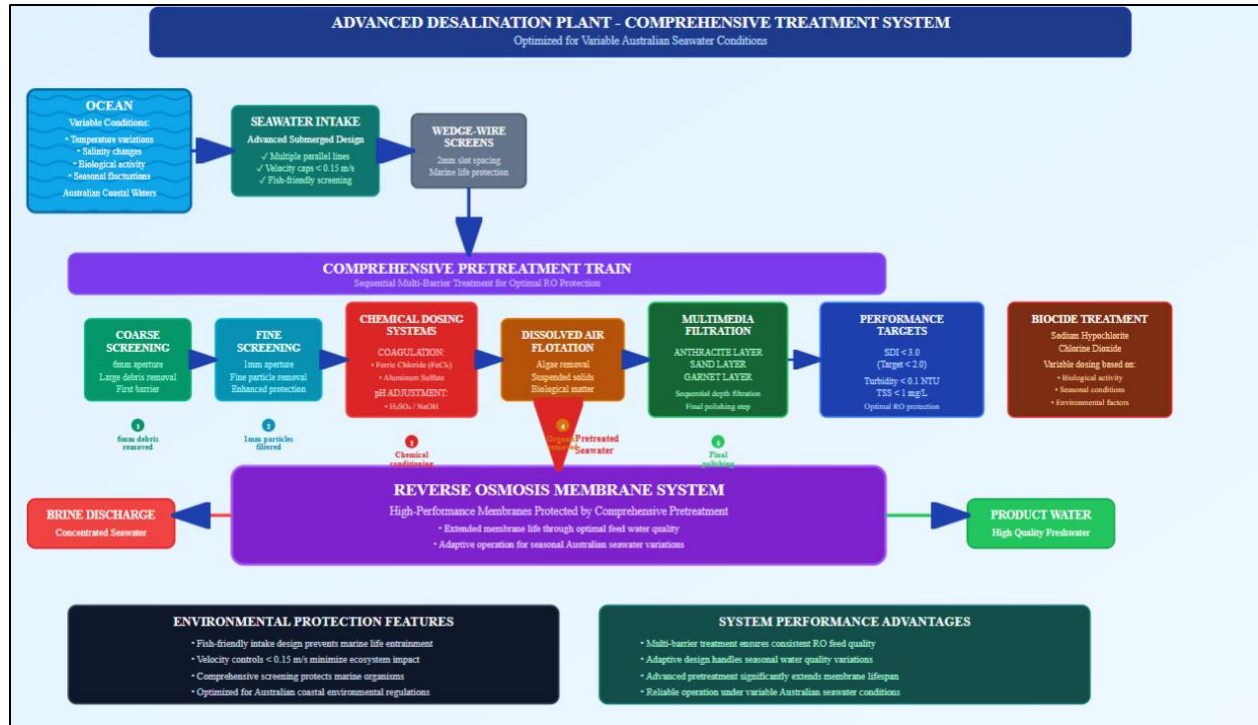 ADVANCED DESALINATION PLANT - COMPREHENSIVE TREATMENT SYSTEM
Optimized for Variable Australian Seawater Conditions
OCEAN
Variable Conditions:
• Temperature variations
• Salinity changes
• Biological activity
• Seasonal fluctuations
Australian Coastal Waters
SEAWATER INTAKE
Advanced Submerged Design
✓ Multiple parallel lines
✓ Velocity caps < 0.15 m/s
✓ Fish-friendly screening
WEDGE-WIRE
SCREENS
2mm slot spacing
Marine life protection
COMPREHENSIVE PRETREATMENT TRAIN
Sequential Multi-Barrier Treatment for Optimal RO Protection
COARSE
SCREENING
6mm aperture
Large debris removal
First barrier
FINE
SCREENING
1mm aperture
Fine particle removal
Enhanced protection
CHEMICAL DOSING
SYSTEMS
COAGULATION:
• Ferric Chloride (FeCl₃)
• Aluminum Sulfate
pH ADJUSTMENT:
• H₂SO₄ / NaOH
DISSOLVED AIR
FLOTATION
Algae removal
Suspended solids
Biological matter
MULTIMEDIA
FILTRATION
ANTHRACITE LAYER
SAND LAYER
GARNET LAYER
Sequential depth filtration
Final polishing step
PERFORMANCE
TARGETS
SDI < 3.0
(Target < 2.0)
Turbidity < 0.1 NTU
TSS < 1 mg/L
Optimal RO protection
BIOCIDE TREATMENT
Sodium Hypochlorite
Chlorine Dioxide
Variable dosing based on:
• Biological activity
• Seasonal conditions
• Environmental factors
1
6mm debris
removed
2
1mm particles
filtered
3
Chemical
conditioning
4
Pretreated
Seawater
5
Final
polishing
REVERSE OSMOSIS MEMBRANE SYSTEM
High-Performance Membranes Protected by Comprehensive Pretreatment
• Extended membrane life through optimal feed water quality
• Adaptive operation for seasonal Australian seawater variations
BRINE DISCHARGE
Concentrated Seawater
PRODUCT WATER
High Quality Freshwater
ENVIRONMENTAL PROTECTION FEATURES
• Fish-friendly intake design prevents marine life entrainment
• Velocity controls < 0.15 m/s minimize ecosystem impact
• Comprehensive screening protects marine organisms
• Optimized for Australian coastal environmental regulations
SYSTEM PERFORMANCE ADVANTAGES
• Multi-barrier treatment ensures consistent RO feed quality
• Adaptive design handles seasonal water quality variations
• Advanced pretreatment significantly extends membrane lifespan
• Reliable operation under variable Australian seawater conditions